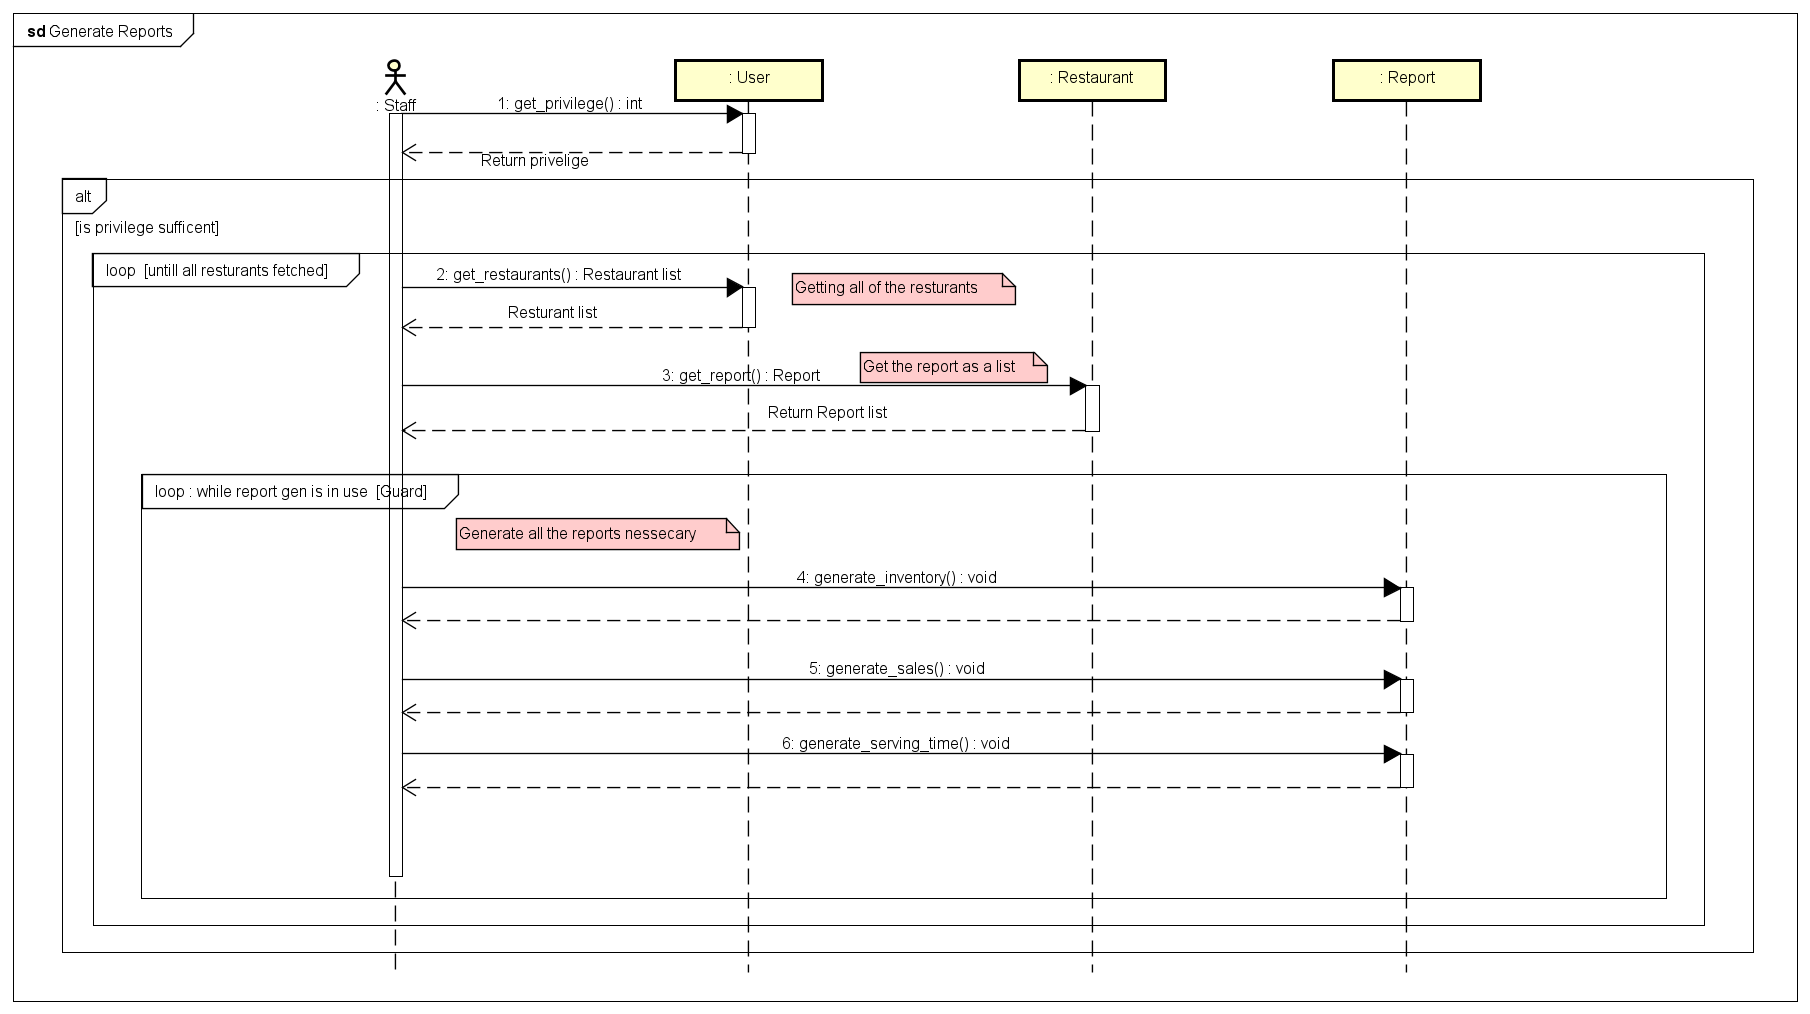 sd Generate Reports
: Staff
: User
: Restaurant
: Report
1: get_privilege() : int
Return privelige
alt
[is privilege sufficent]
loop [untill all resturants fetched]
2: get_restaurants() : Restaurant list
Getting all of the resturants
Resturant list
Get the report as a list
3: get_report() : Report
Return Report list
loop : while report gen is in use [Guard]
Generate all the reports nessecary
4: generate_inventory() : void
5: generate_sales() : void
6: generate_serving_time() : void